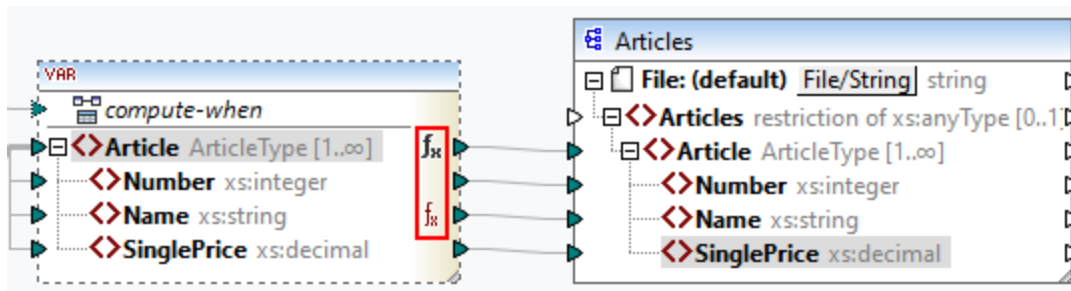 VAR
compute-when
Article ArticleType [1..∞] fx
Number xs:integer
Name xs:string fx
SinglePrice xs:decimal
Articles
File: (default) File/String string
Articles restriction of xs:anyType [0..1]
Article ArticleType [1..∞]
Number xs:integer
Name xs:string
SinglePrice xs:decimal